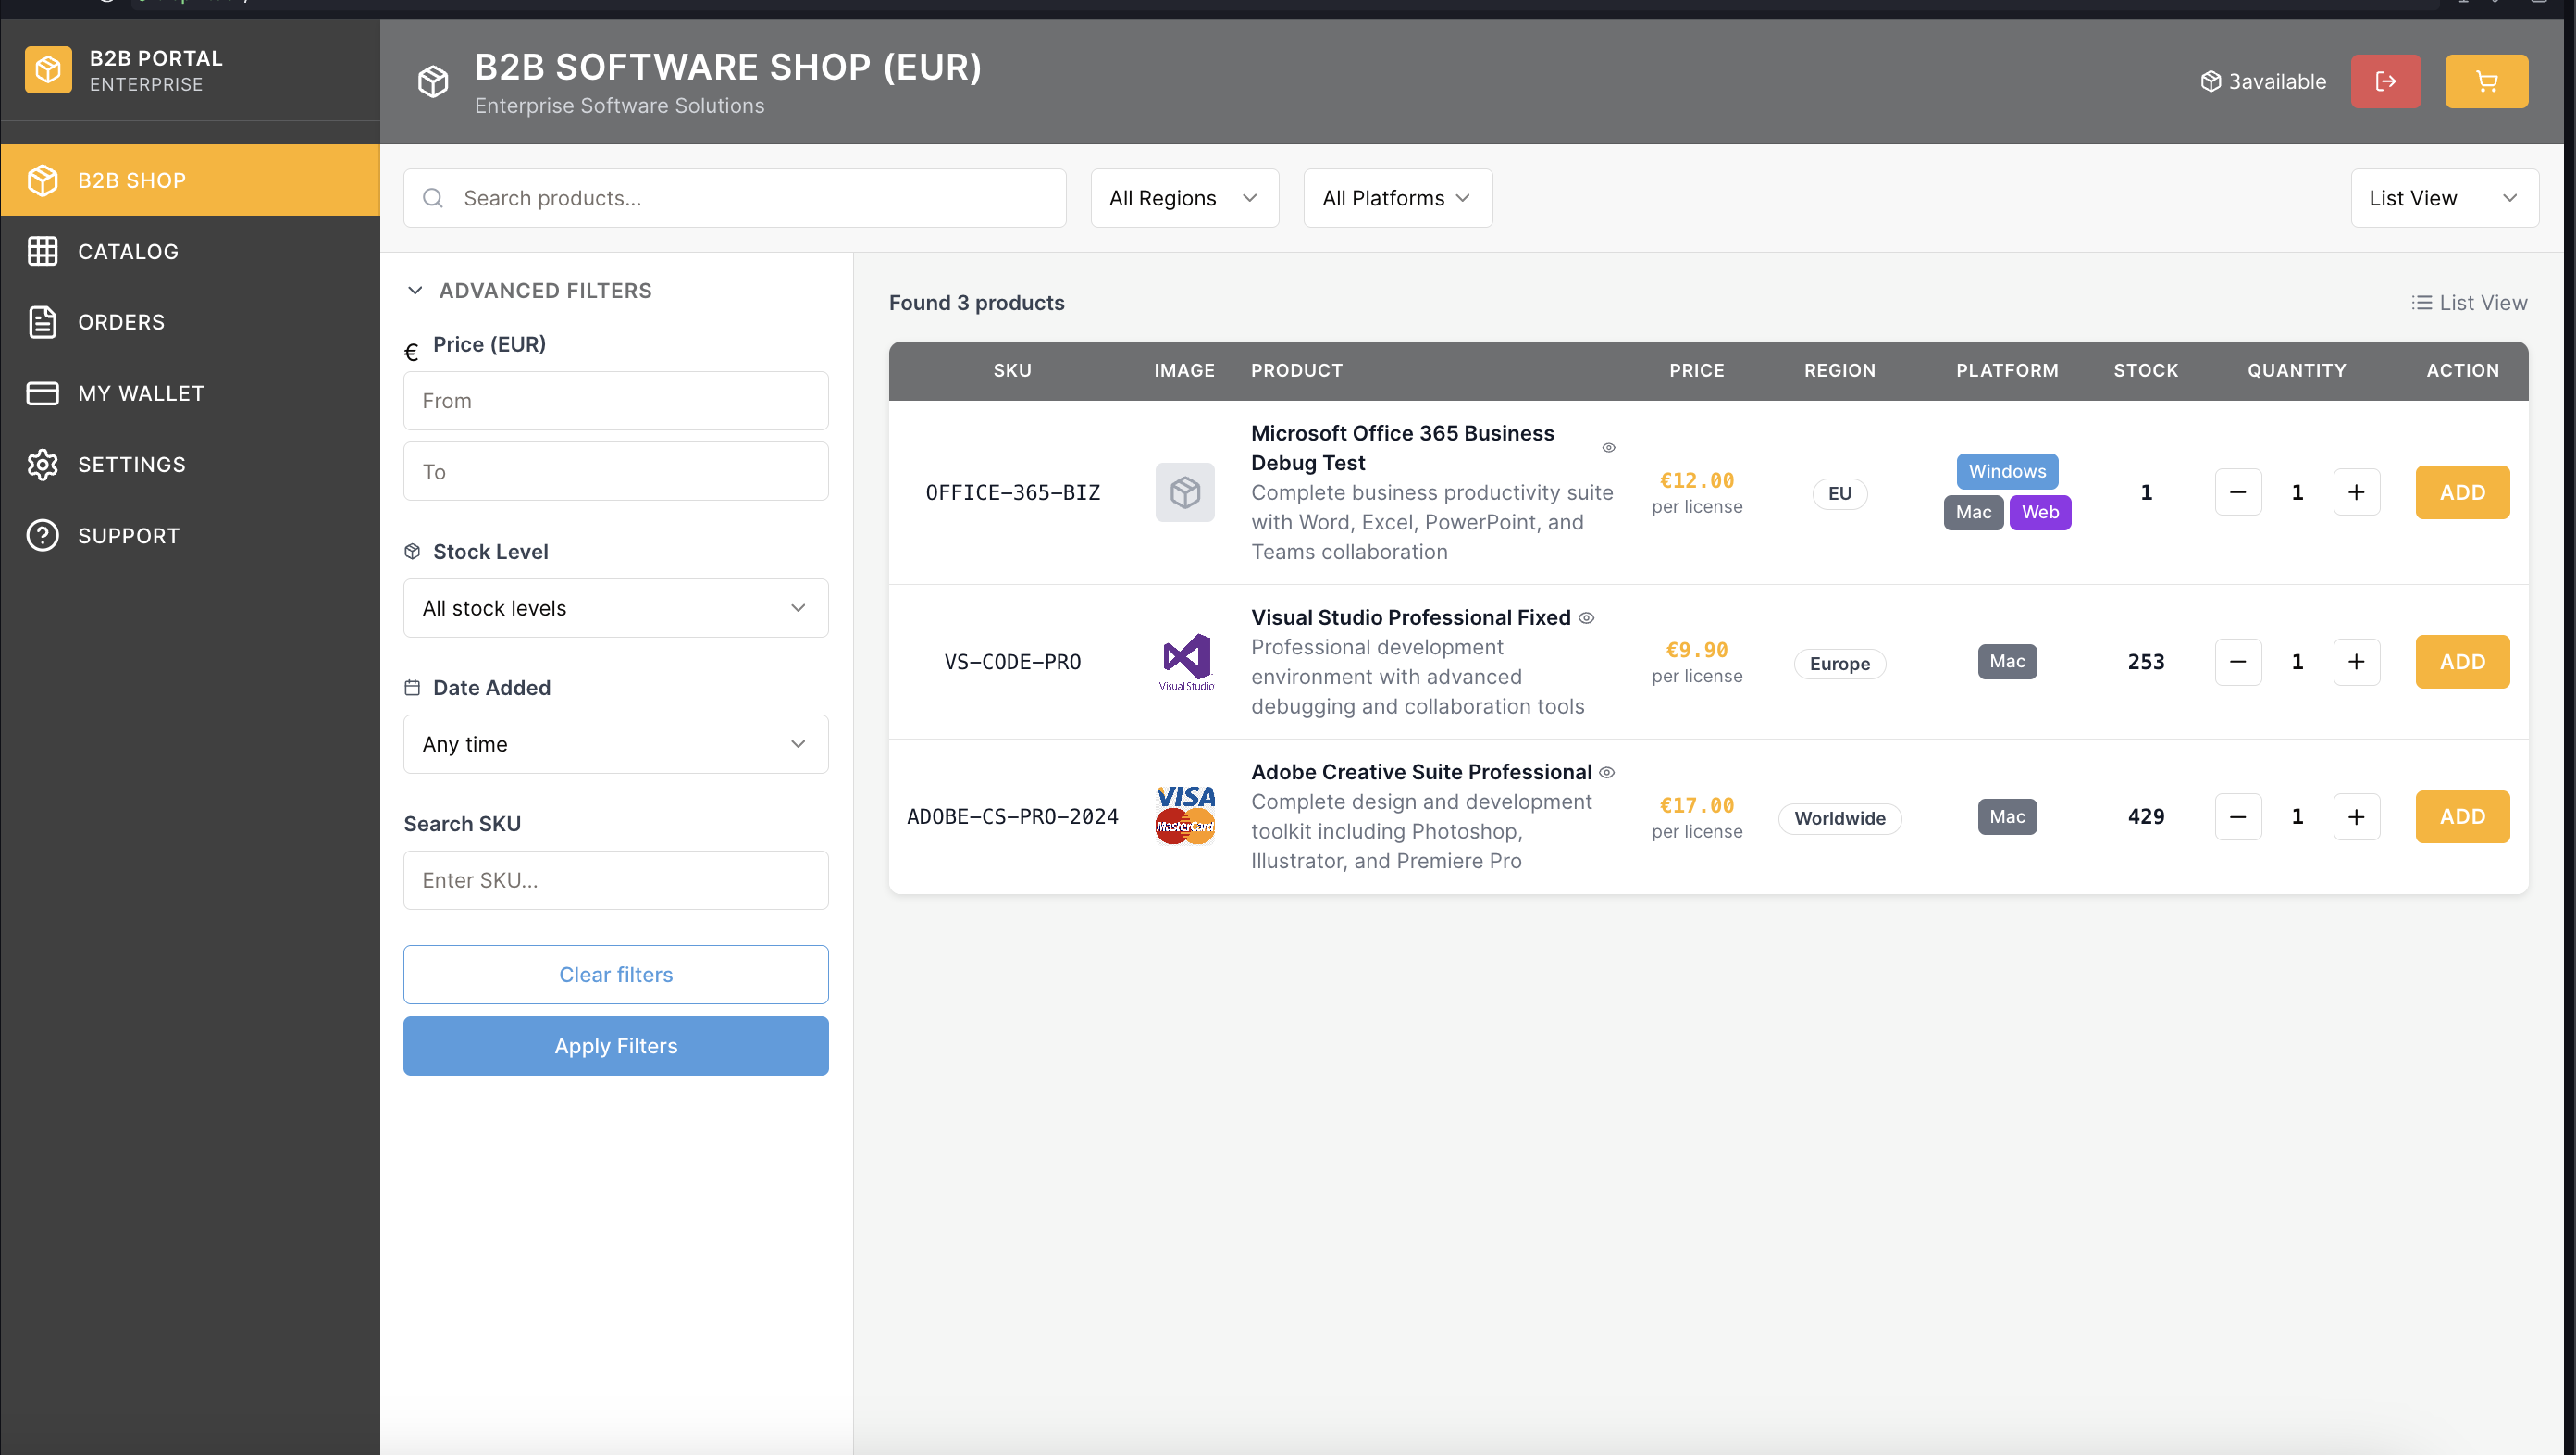 B2B PORTAL
ENTERPRISE
B2B SHOP
CATALOG
ORDERS
MY WALLET
SETTINGS
SUPPORT
B2B SOFTWARE SHOP (EUR)
Enterprise Software Solutions
3available
Search products...
All Regions
All Platforms
List View
ADVANCED FILTERS
€ Price (EUR)
From
To
Stock Level
All stock levels
Date Added
Any time
Search SKU
Enter SKU...
Clear filters
Apply Filters
Found 3 products
List View
SKU IMAGE PRODUCT PRICE REGION PLATFORM STOCK QUANTITY ACTION
OFFICE-365-BIZ
Microsoft Office 365 Business
Debug Test
Complete business productivity suite
with Word, Excel, PowerPoint, and
Teams collaboration
€12.00
per license
EU
Windows
Mac Web
1
− 1 +
ADD
VS-CODE-PRO
Visual Studio
Visual Studio Professional Fixed
Professional development
environment with advanced
debugging and collaboration tools
€9.90
per license
Europe
Mac
253
− 1 +
ADD
ADOBE-CS-PRO-2024
VISA
MasterCard
Adobe Creative Suite Professional
Complete design and development
toolkit including Photoshop,
Illustrator, and Premiere Pro
€17.00
per license
Worldwide
Mac
429
− 1 +
ADD